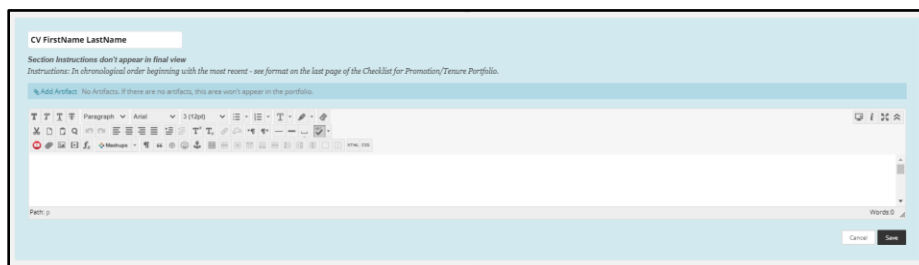 CV FirstName LastName
Section Instructions don't appear in final view
Instructions: In chronological order beginning with the most recent - see format on the last page of the Checklist for Promotion/Tenure Portfolio.
Add Artifact No Artifacts. If there are no artifacts, this area won't appear in the portfolio.
T T T T Paragraph Arial 3 (12pt) T
T T
fx Mashups HTML CSS
Path: p Words:0
Cancel Save